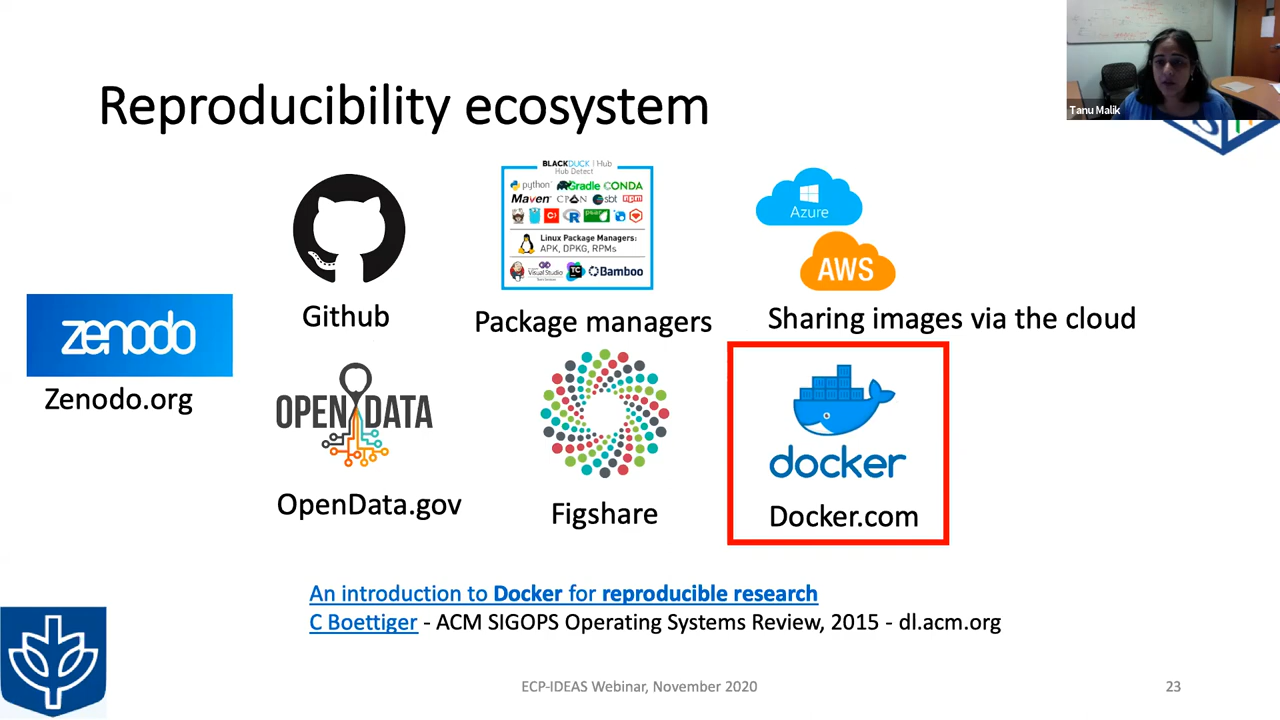 Reproducibility ecosystem
Tanu Malik
BLACKDUCK | Hub
Hub Detect
python Gradle CONDA
Maven CPAN sbt npm
Linux Package Managers:
APK, DPKG, RPMs
Visual Studio TC Bamboo
Azure
AWS
Github
Package managers
Sharing images via the cloud
zenodo
Zenodo.org
OPEN DATA
OpenData.gov
Figshare
docker
Docker.com
An introduction to Docker for reproducible research
C Boettiger - ACM SIGOPS Operating Systems Review, 2015 - dl.acm.org
ECP-IDEAS Webinar, November 2020
23